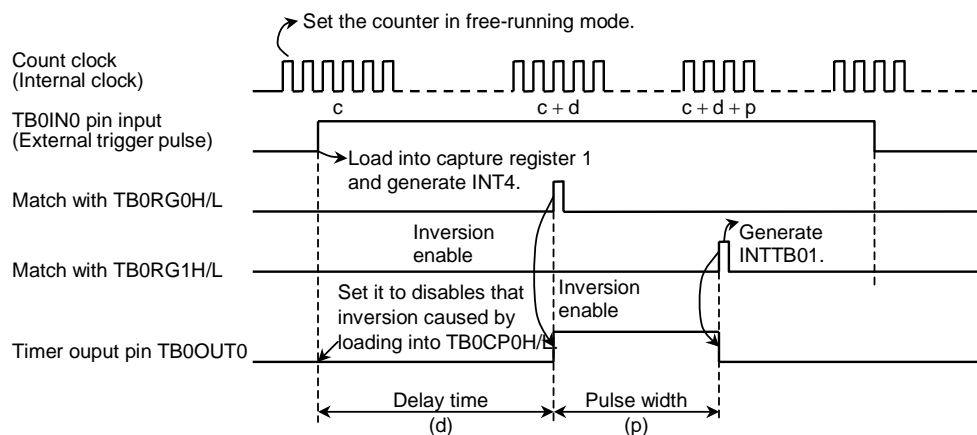 Set the counter in free-running mode.
Count clock
(Internal clock)
c
c + d
c + d + p
TB0IN0 pin input
(External trigger pulse)
Load into capture register 1
and generate INT4.
Match with TB0RG0H/L
Inversion
enable
Generate
INTTB01.
Match with TB0RG1H/L
Inversion
enable
Set it to disables that
inversion caused by
loading into TB0CP0H/L.
Timer ouput pin TB0OUT0
Delay time
(d)
Pulse width
(p)